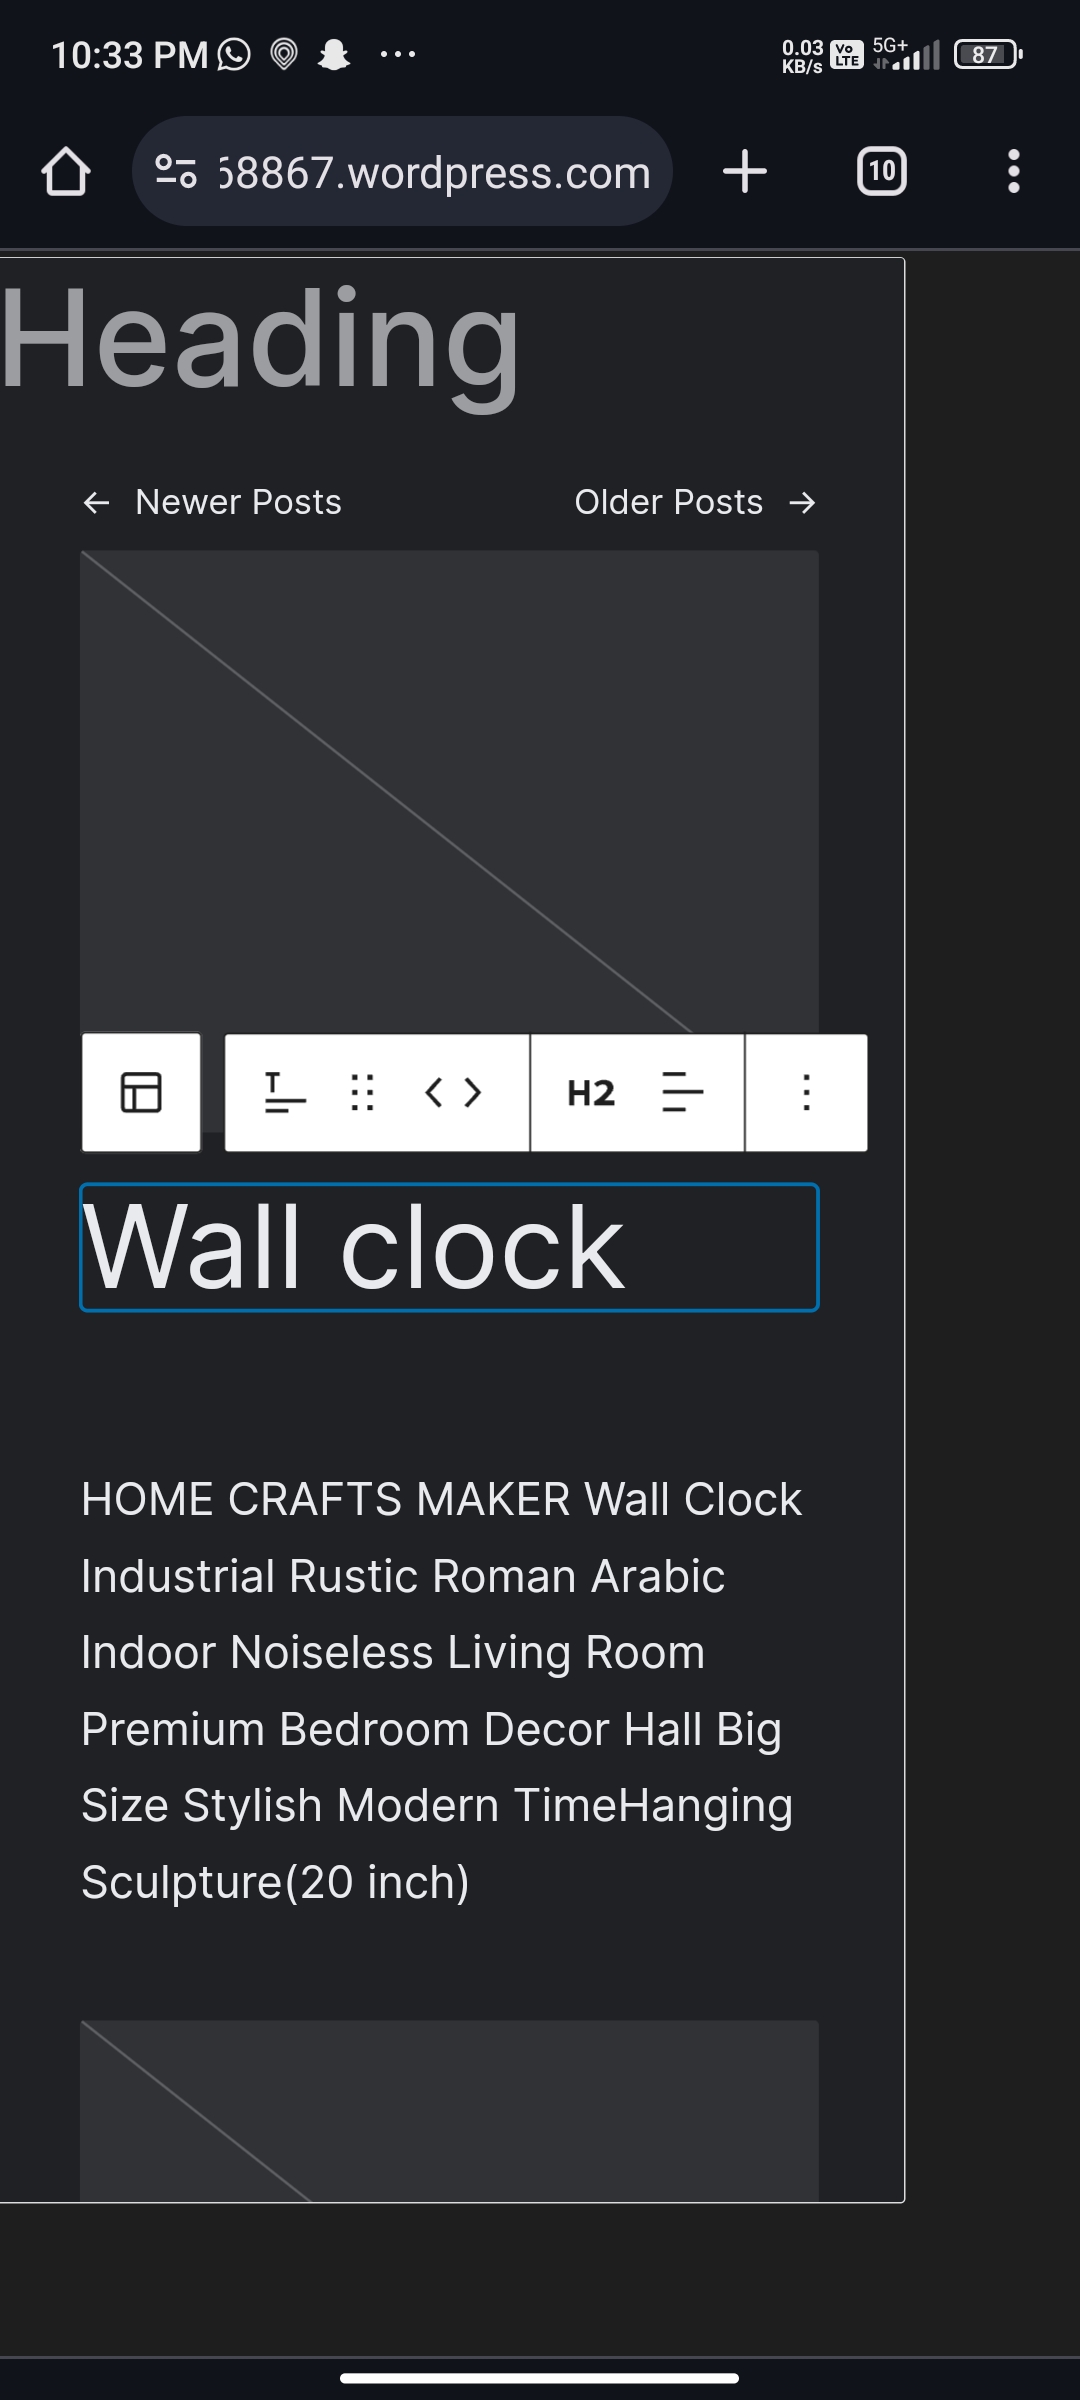 10:33 PM
0.03 KB/s
Vo LTE
5G+
87
68867.wordpress.com
10
Heading
← Newer Posts
Older Posts →
H2
Wall clock
HOME CRAFTS MAKER Wall Clock
Industrial Rustic Roman Arabic
Indoor Noiseless Living Room
Premium Bedroom Decor Hall Big
Size Stylish Modern TimeHanging
Sculpture(20 inch)